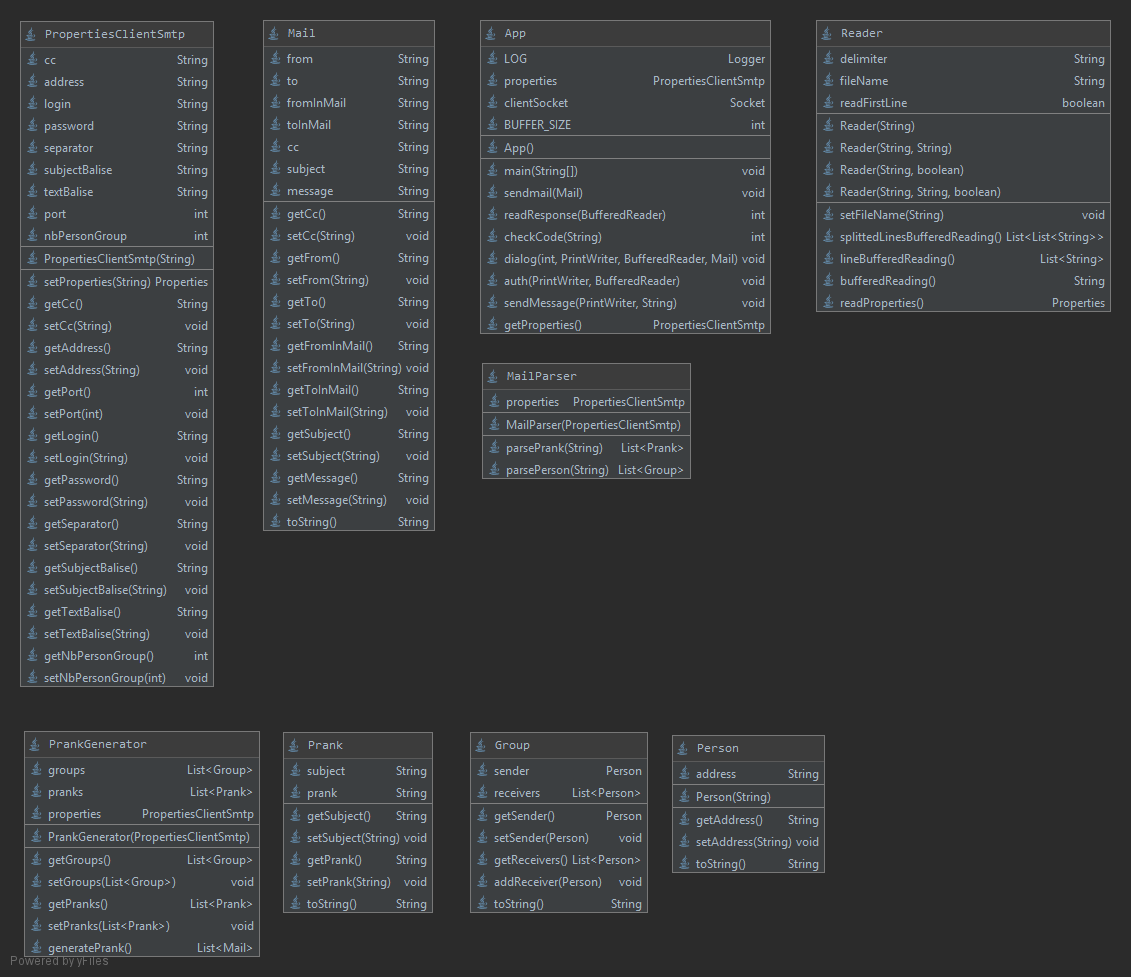 PropertiesClientSmtp
cc String
address String
login String
password String
separator String
subjectBalise String
textBalise String
port int
nbPersonGroup int
PropertiesClientSmtp(String)
setProperties(String) Properties
getCc() String
setCc(String) void
getAddress() String
setAddress(String) void
getPort() int
setPort(int) void
getLogin() String
setLogin(String) void
getPassword() String
setPassword(String) void
getSeparator() String
setSeparator(String) void
getSubjectBalise() String
setSubjectBalise(String) void
getTextBalise() String
setTextBalise(String) void
getNbPersonGroup() int
setNbPersonGroup(int) void
Mail
from String
to String
fromInMail String
toInMail String
cc String
subject String
message String
getCc() String
setCc(String) void
getFrom() String
setFrom(String) void
getTo() String
setTo(String) void
getFromInMail() String
setFromInMail(String) void
getToInMail() String
setToInMail(String) void
getSubject() String
setSubject(String) void
getMessage() String
setMessage(String) void
toString() String
App
LOG Logger
properties PropertiesClientSmtp
clientSocket Socket
BUFFER_SIZE int
App()
main(String[]) void
sendmail(Mail) void
readResponse(BufferedReader) int
checkCode(String) int
dialog(int, PrintWriter, BufferedReader, Mail) void
auth(PrintWriter, BufferedReader) void
sendMessage(PrintWriter, String) void
getProperties() PropertiesClientSmtp
Reader
delimiter String
fileName String
readFirstLine boolean
Reader(String)
Reader(String, String)
Reader(String, boolean)
Reader(String, String, boolean)
setFileName(String) void
splittedLinesBufferedReading() List<List<String>>
lineBufferedReading() List<String>
bufferedReading() String
readProperties() Properties
MailParser
properties PropertiesClientSmtp
MailParser(PropertiesClientSmtp)
parsePrank(String) List<Prank>
parsePerson(String) List<Group>
PrankGenerator
groups List<Group>
pranks List<Prank>
properties PropertiesClientSmtp
PrankGenerator(PropertiesClientSmtp)
getGroups() List<Group>
setGroups(List<Group>) void
getPranks() List<Prank>
setPranks(List<Prank>) void
generatePrank() List<Mail>
Prank
subject String
prank String
getSubject() String
setSubject(String) void
getPrank() String
setPrank(String) void
toString() String
Group
sender Person
receivers List<Person>
getSender() Person
setSender(Person) void
getReceivers() List<Person>
addReceiver(Person) void
toString() String
Person
address String
Person(String)
getAddress() String
setAddress(String) void
toString() String
Powered by yFiles